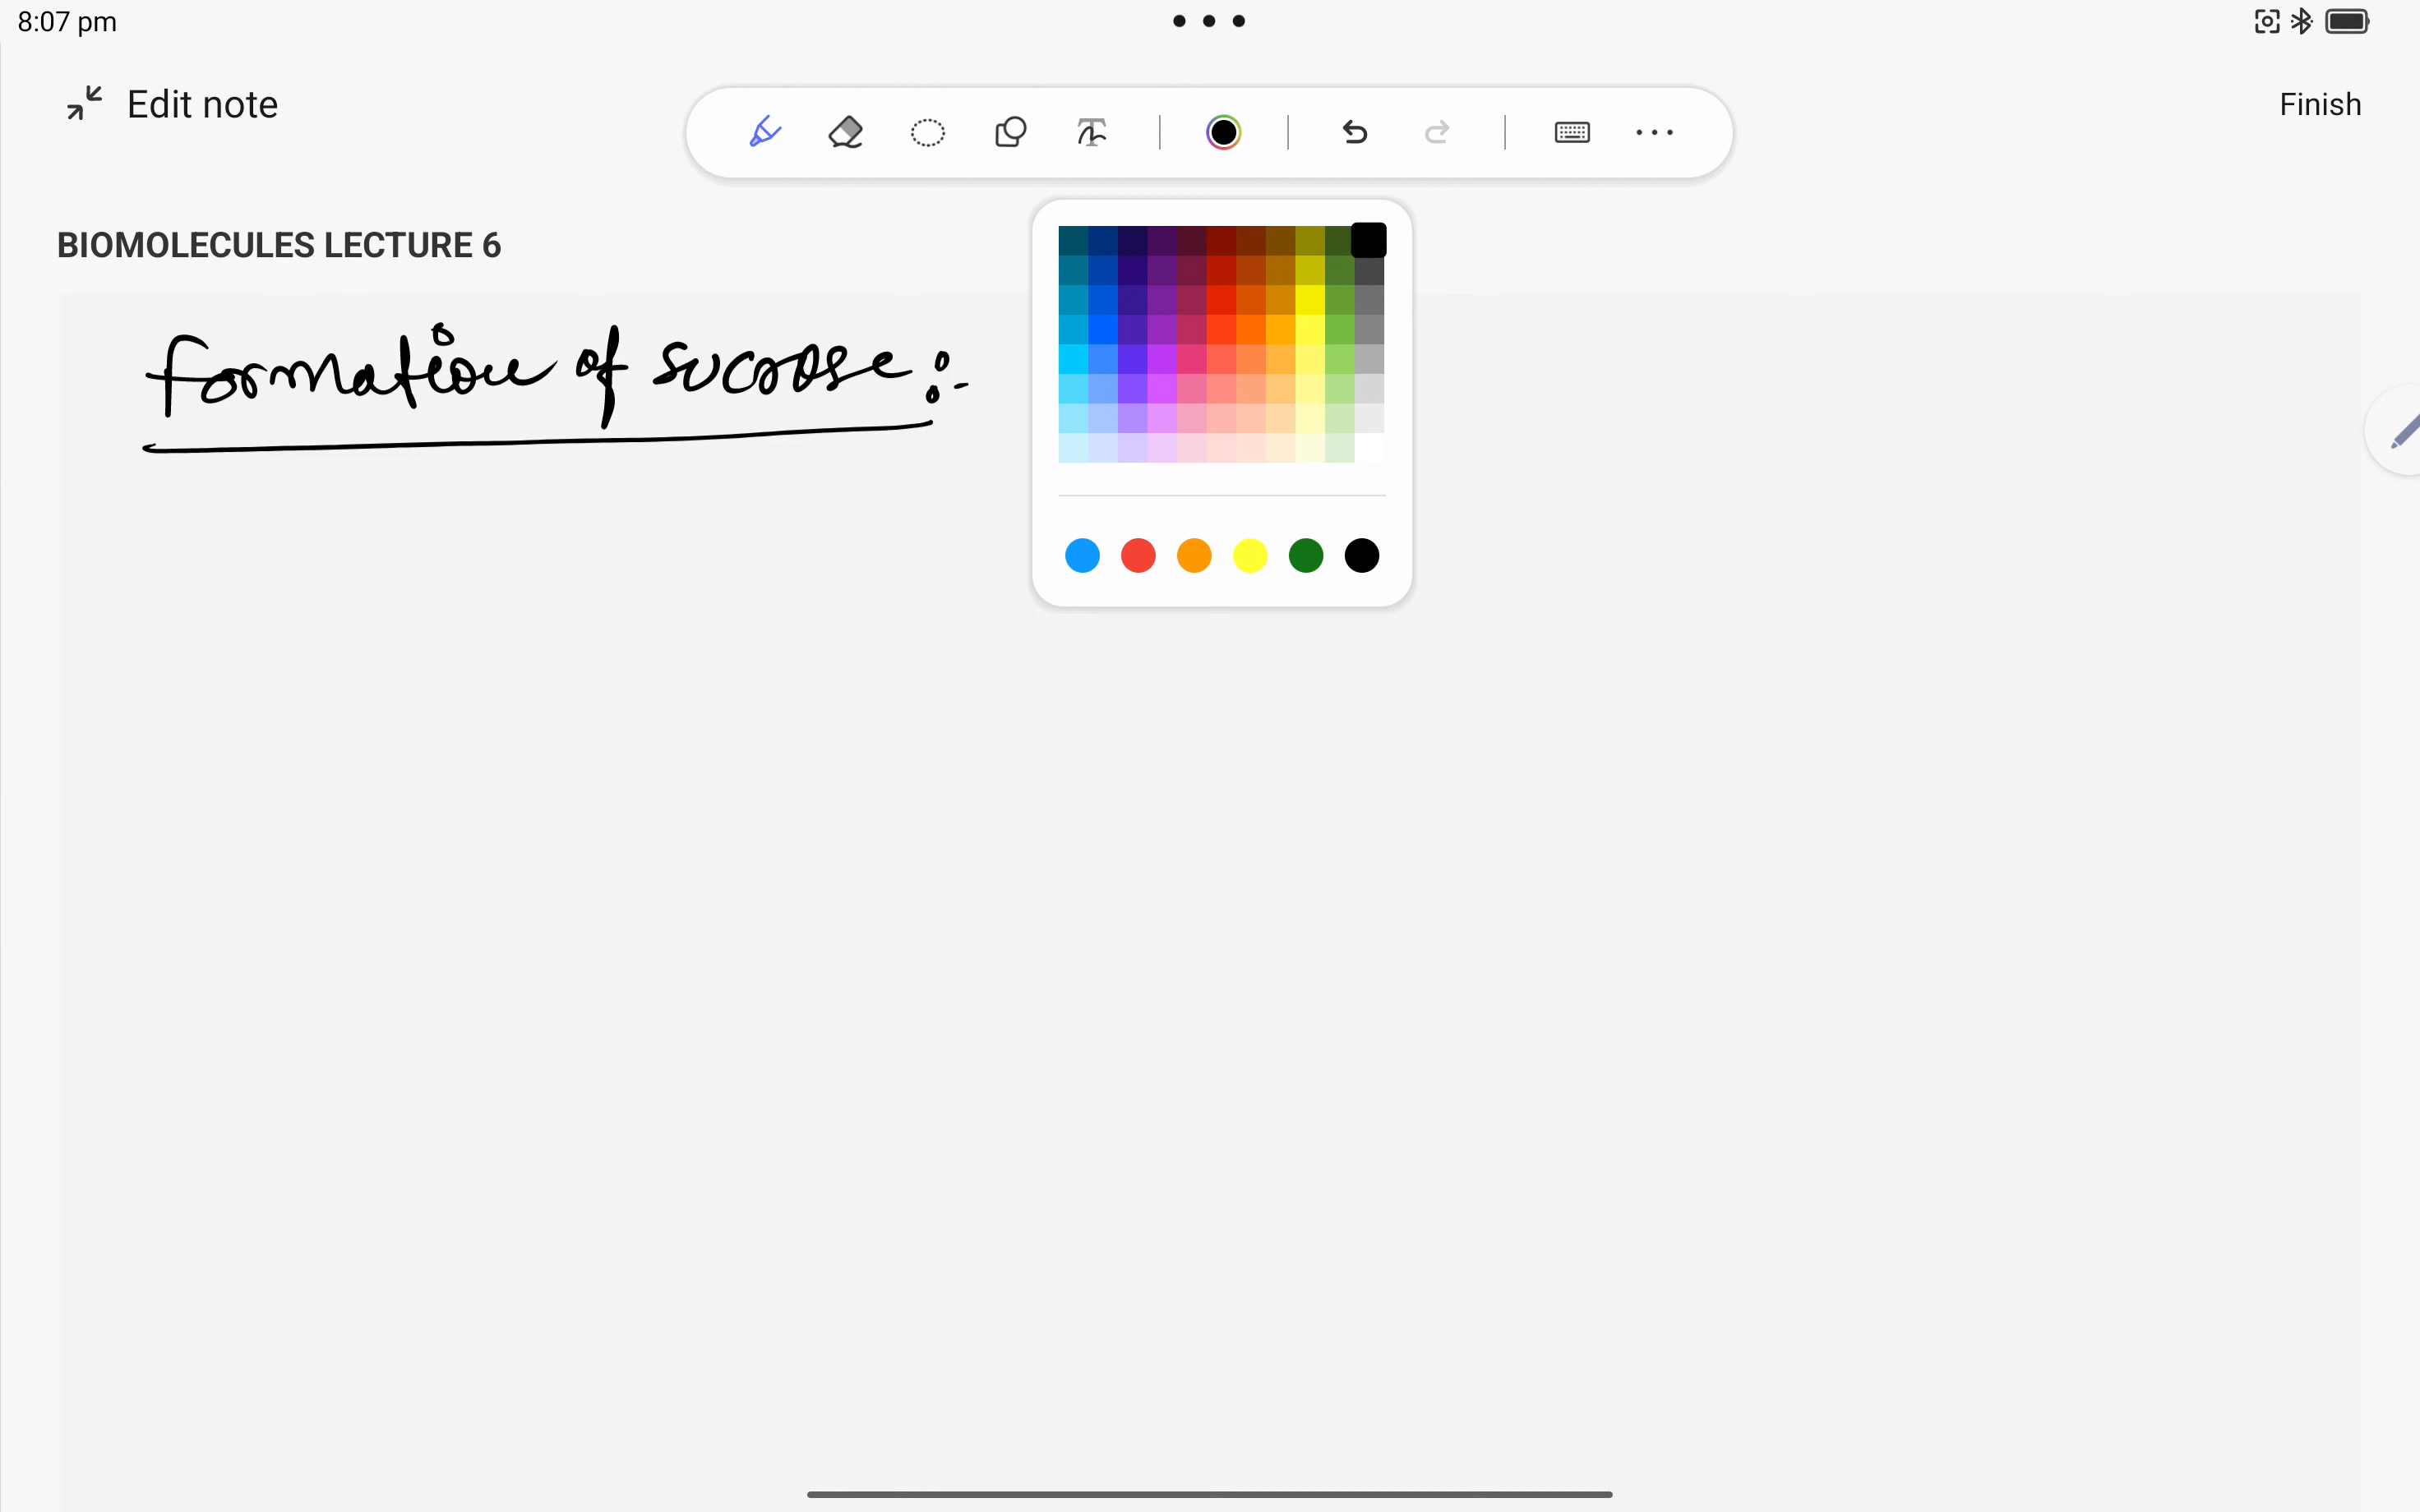 8:07 pm
Edit note
Finish
BIOMOLECULES LECTURE 6
formation of sucrose :-